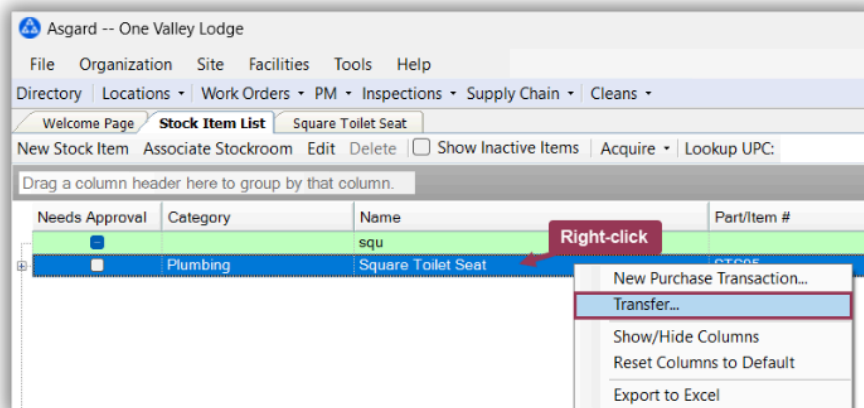 Asgard -- One Valley Lodge
File Organization Site Facilities Tools Help
Directory Locations Work Orders PM Inspections Supply Chain Cleans
Welcome Page Stock Item List Square Toilet Seat
New Stock Item Associate Stockroom Edit Delete Show Inactive Items Acquire Lookup UPC:
Drag a column header here to group by that column.
Needs Approval Category Name Part/Item #
squ
Right-click
Plumbing Square Toilet Seat
New Purchase Transaction...
Transfer...
Show/Hide Columns
Reset Columns to Default
Export to Excel